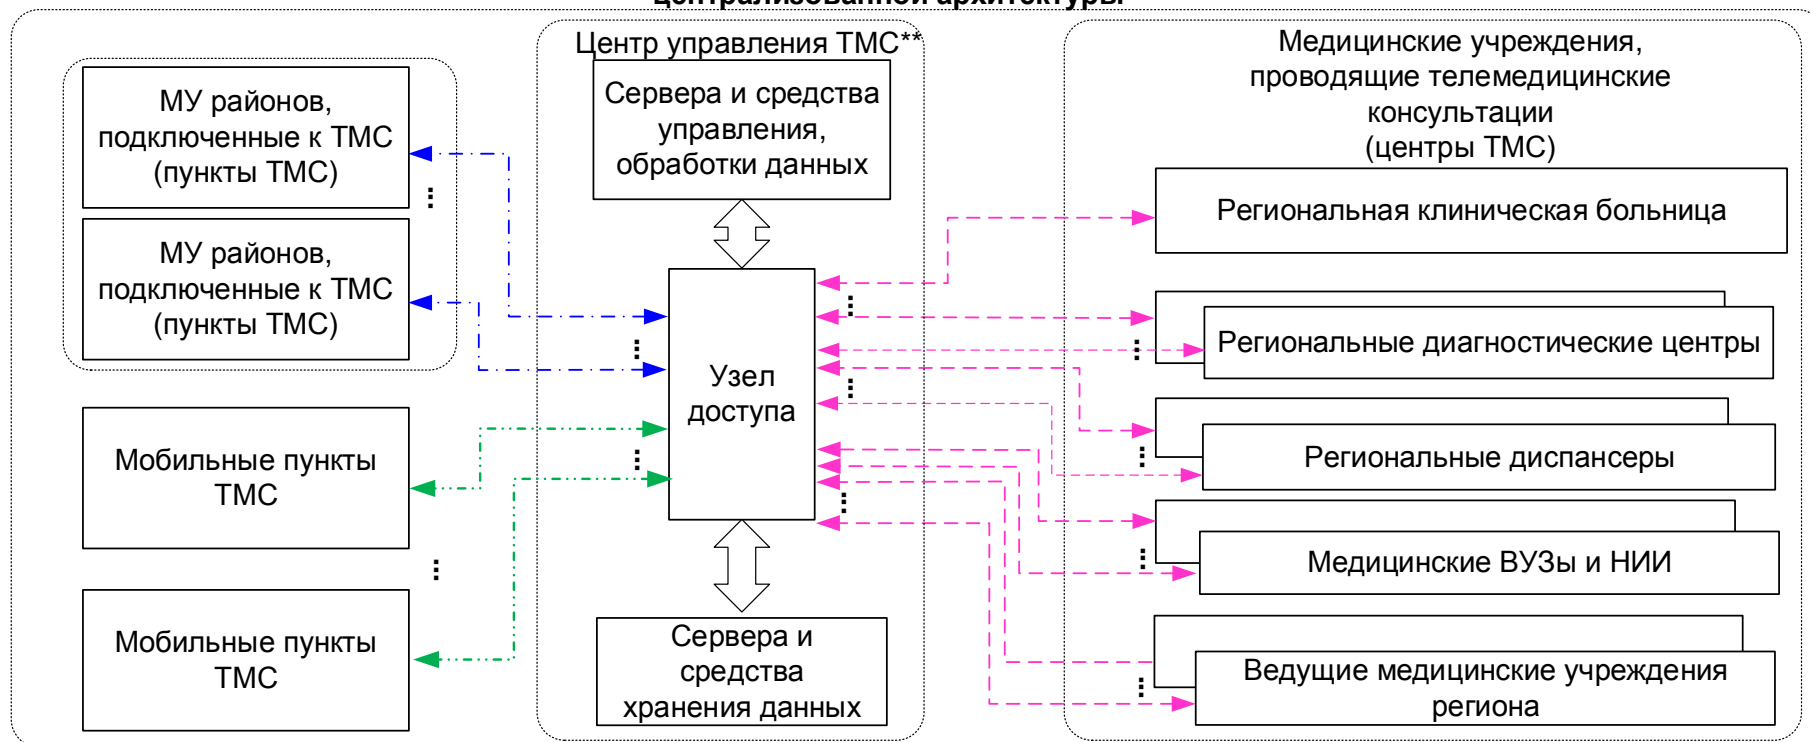 централизованной архитектуры
МУ районов,
подключенные к ТМС
(пункты ТМС)
МУ районов,
подключенные к ТМС
(пункты ТМС)
Мобильные пункты
ТМС
Мобильные пункты
ТМС
Центр управления ТМС**
Сервера и средства
управления,
обработки данных
Узел
доступа
Сервера и
средства
хранения данных
Медицинские учреждения,
проводящие телемедицинские
консультации
(центры ТМС)
Региональная клиническая больница
Региональные диагностические центры
Региональные диспансеры
Медицинские ВУЗы и НИИ
Ведущие медицинские учреждения
региона